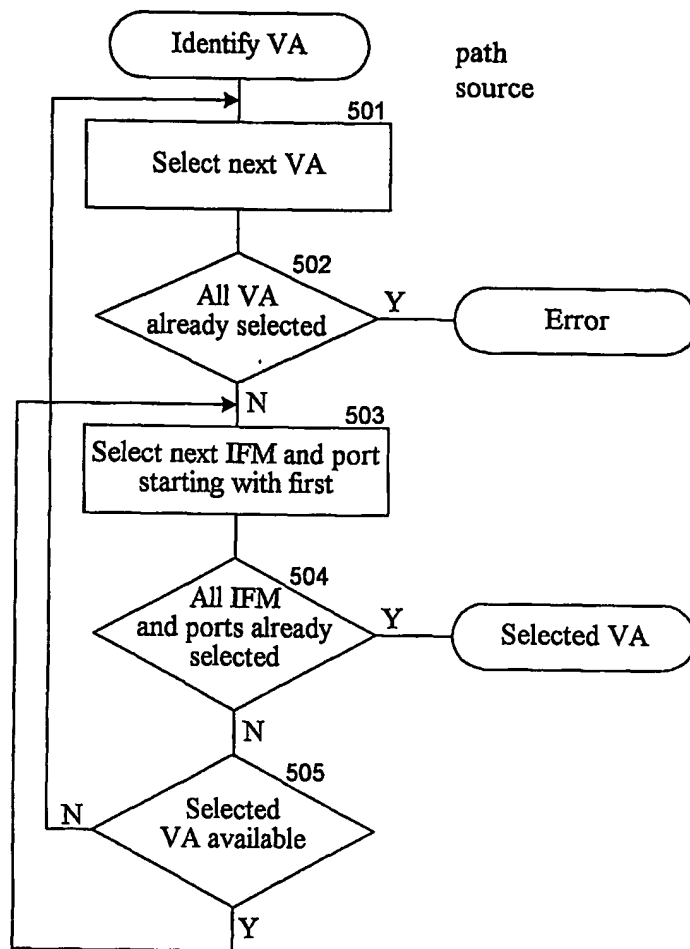 Identify VA
path
source
501
Select next VA
502
All VA
already selected
Y
Error
N
503
Select next IFM and port
starting with first
504
All IFM
and ports already
selected
Y
Selected VA
N
505
N
Selected
VA available
Y